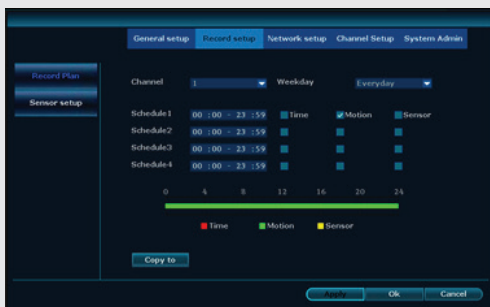 General setup Record setup Network setup Channel Setup System Admin
Record Plan
Sensor setup
Channel 1 Weekday Everyday
Schedule1 00 :00 - 23 :59 Time Motion Sensor
Schedule2 00 :00 - 23 :59
Schedule3 00 :00 - 23 :59
Schedule4 00 :00 - 23 :59
0 4 8 12 16 20 24
Time Motion Sensor
Copy to
Apply Ok Cancel